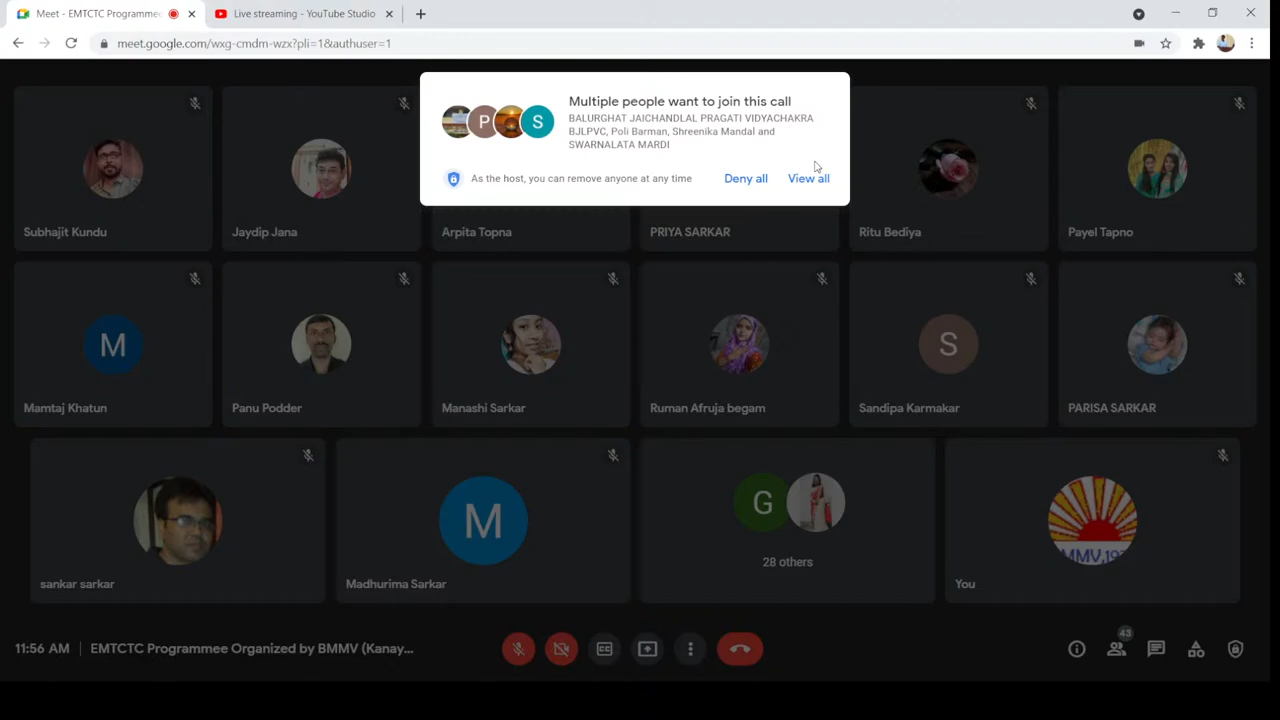 Meet - EMTCTC Programmee
Live streaming - YouTube Studio
meet.google.com/wxg-cmdm-wzx?pli=1&authuser=1
Multiple people want to join this call
BALURGHAT JAICHANDLAL PRAGATI VIDYACHAKRA
BJLPVC, Poli Barman, Shreenika Mandal and
SWARNALATA MARDI
P
S
As the host, you can remove anyone at any time
Deny all
View all
Subhajit Kundu
Jaydip Jana
Arpita Topna
PRIYA SARKAR
Ritu Bediya
Payel Tapno
M
S
Mamtaj Khatun
Panu Podder
Manashi Sarkar
Ruman Afruja begam
Sandipa Karmakar
PARISA SARKAR
M
G
MMV,19
28 others
sankar sarkar
Madhurima Sarkar
You
11:56 AM
EMTCTC Programmee Organized by BMMV (Kanay...
CC
43